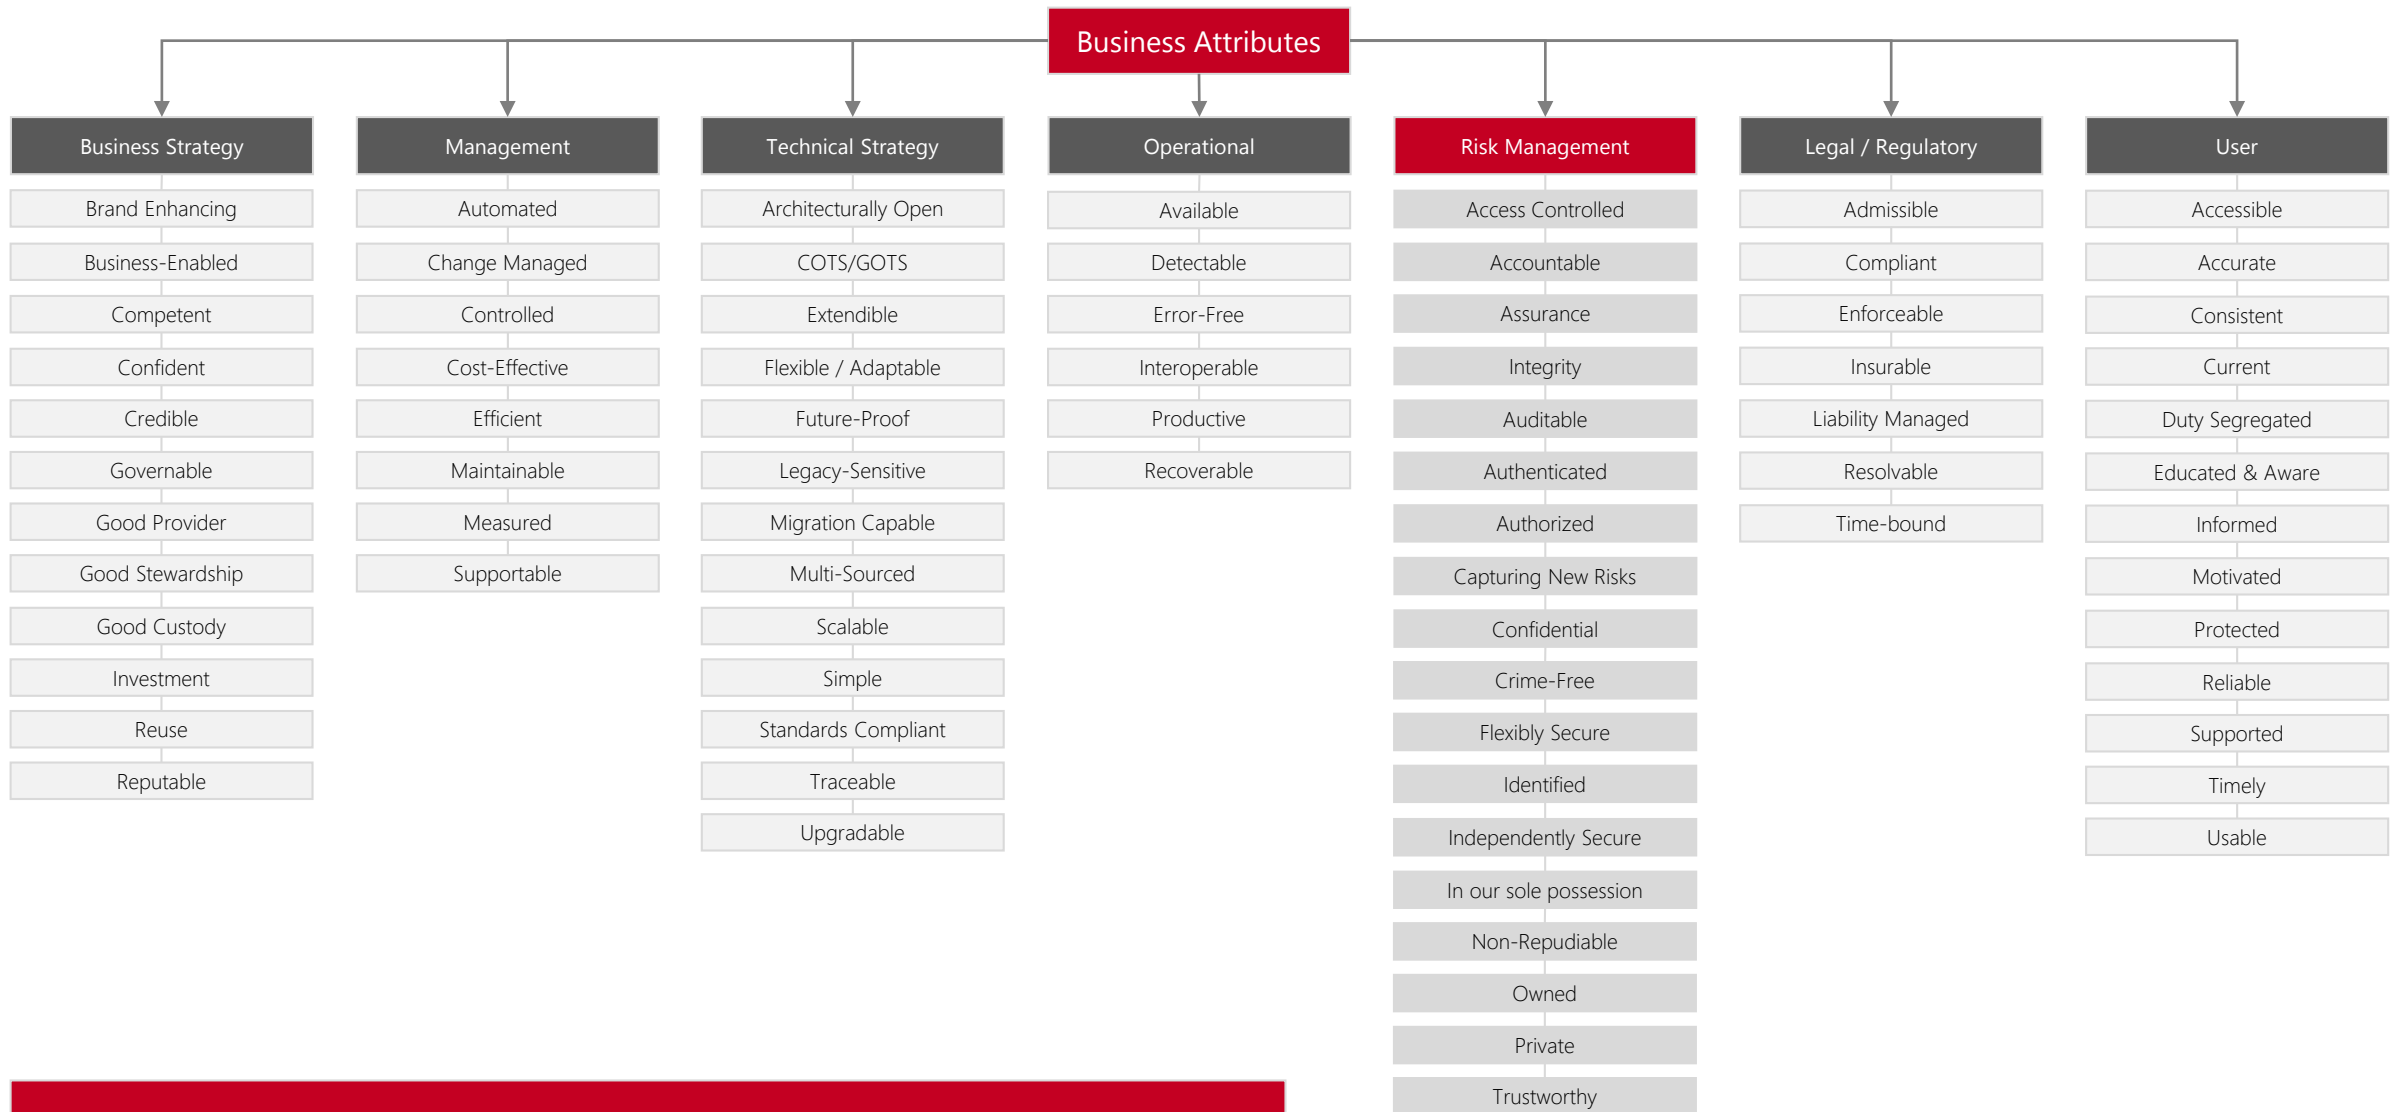 Business Attributes
Business Strategy
Brand Enhancing
Business-Enabled
Competent
Confident
Credible
Governable
Good Provider
Good Stewardship
Good Custody
Investment
Reuse
Reputable
Management
Automated
Change Managed
Controlled
Cost-Effective
Efficient
Maintainable
Measured
Supportable
Technical Strategy
Architecturally Open
COTS/GOTS
Extendible
Flexible / Adaptable
Future-Proof
Legacy-Sensitive
Migration Capable
Multi-Sourced
Scalable
Simple
Standards Compliant
Traceable
Upgradable
Operational
Available
Detectable
Error-Free
Interoperable
Productive
Recoverable
Risk Management
Access Controlled
Accountable
Assurance
Integrity
Auditable
Authenticated
Authorized
Capturing New Risks
Confidential
Crime-Free
Flexibly Secure
Identified
Independently Secure
In our sole possession
Non-Repudiable
Owned
Private
Trustworthy
Legal / Regulatory
Admissible
Compliant
Enforceable
Insurable
Liability Managed
Resolvable
Time-bound
User
Accessible
Accurate
Consistent
Current
Duty Segregated
Educated & Aware
Informed
Motivated
Protected
Reliable
Supported
Timely
Usable